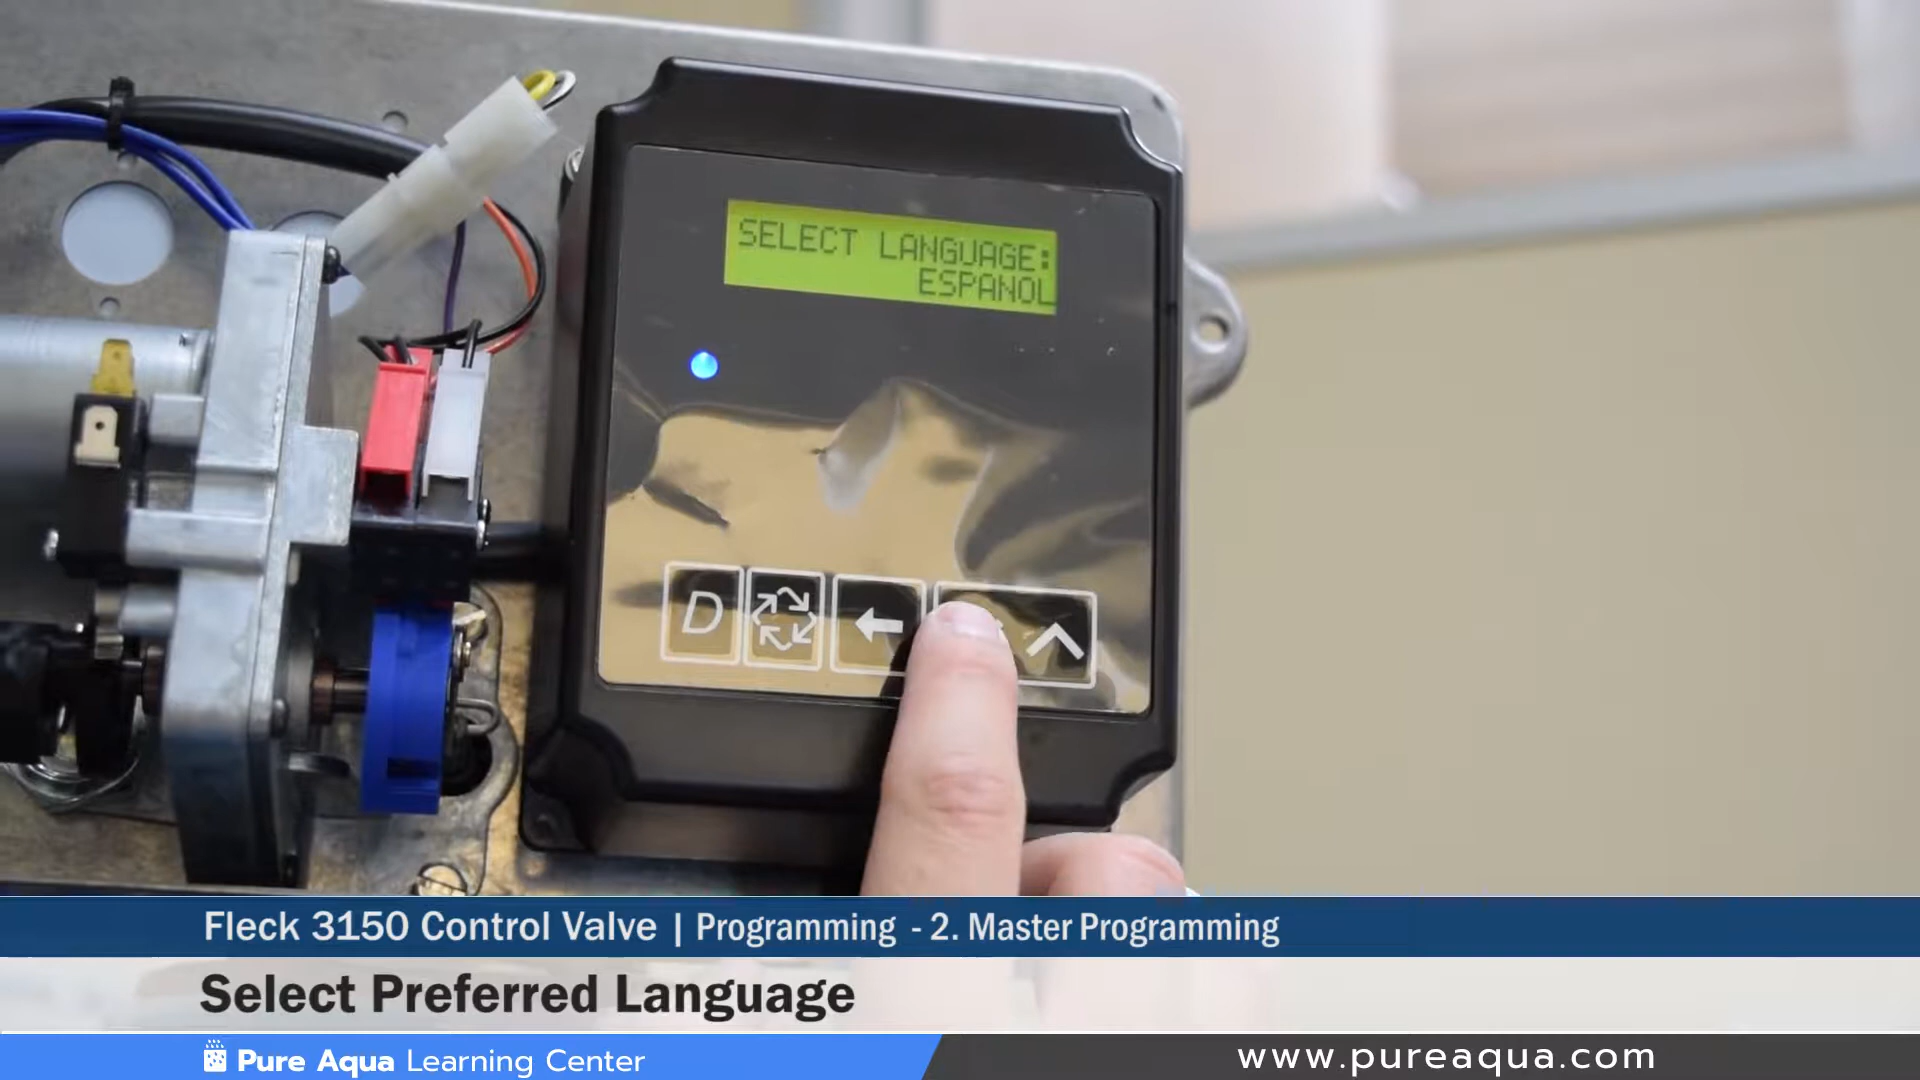 SELECT LANGUAGE:
ESPANOL
D
Fleck 3150 Control Valve | Programming - 2. Master Programming
Select Preferred Language
Pure Aqua Learning Center
www.pureaqua.com